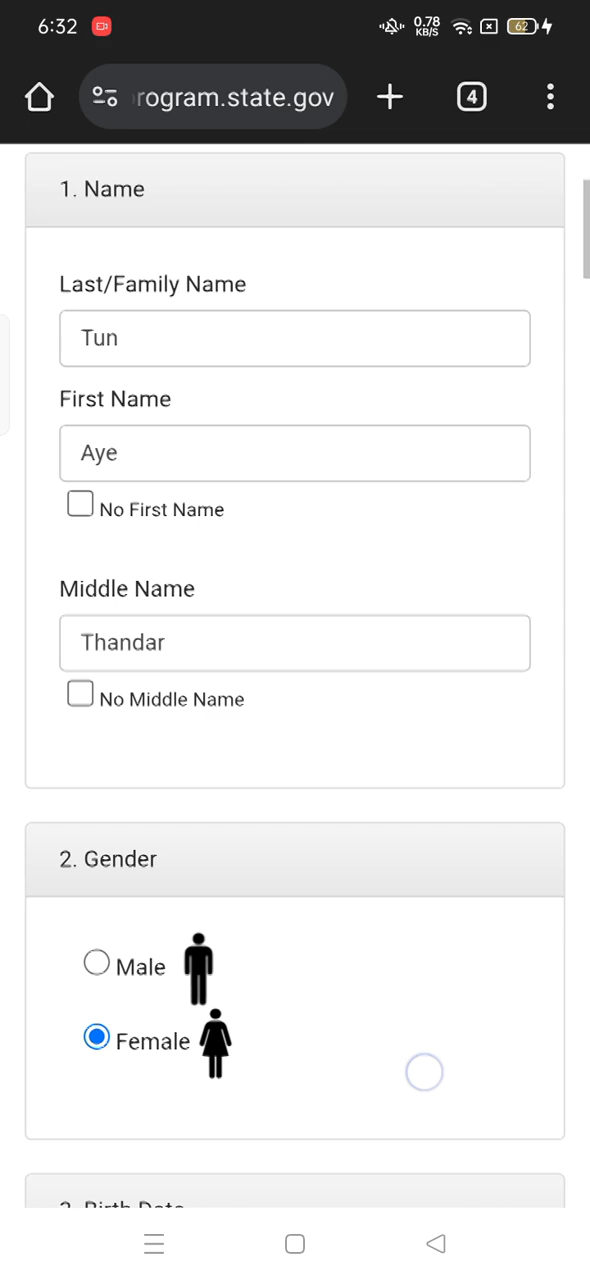 6:32
0.78
KB/S
62
rogram.state.gov
4
1. Name
Last/Family Name
Tun
First Name
Aye
No First Name
Middle Name
Thandar
No Middle Name
2. Gender
Male
Female
3. Birth Date